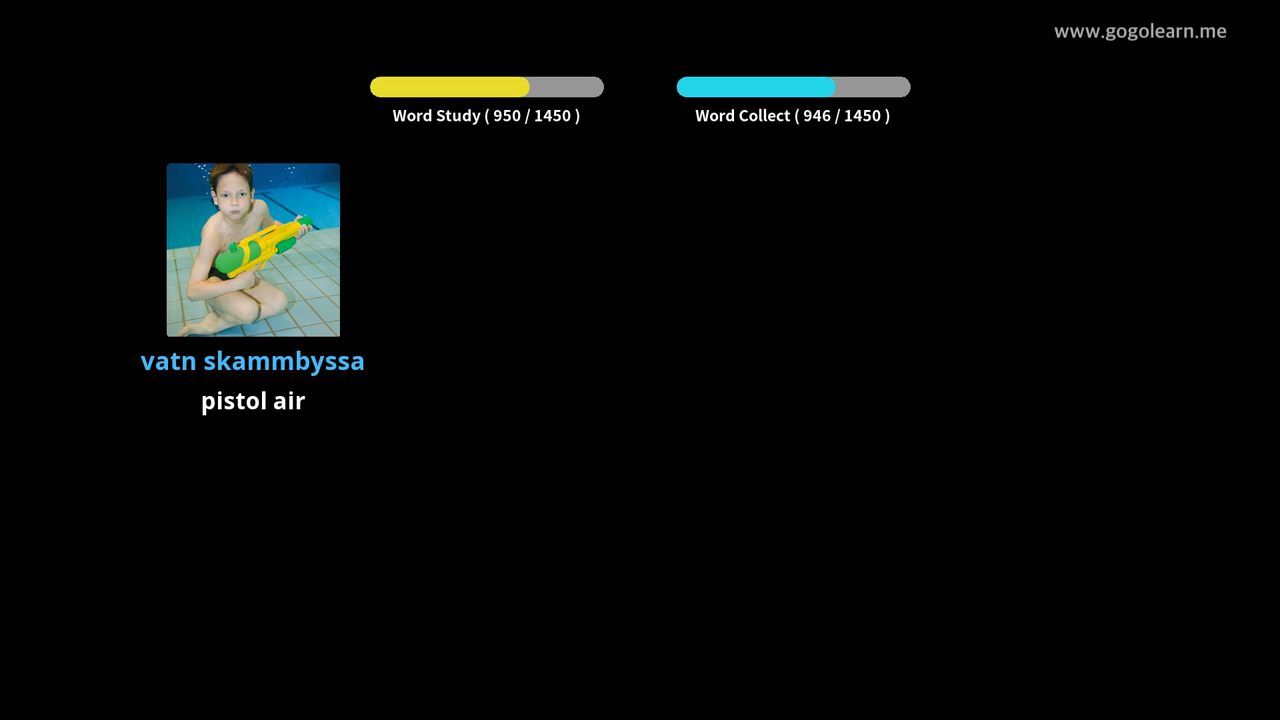 www.gogolearn.me
Word Study ( 950 / 1450 )
Word Collect ( 946 / 1450 )
vatn skammbyssa
pistol air